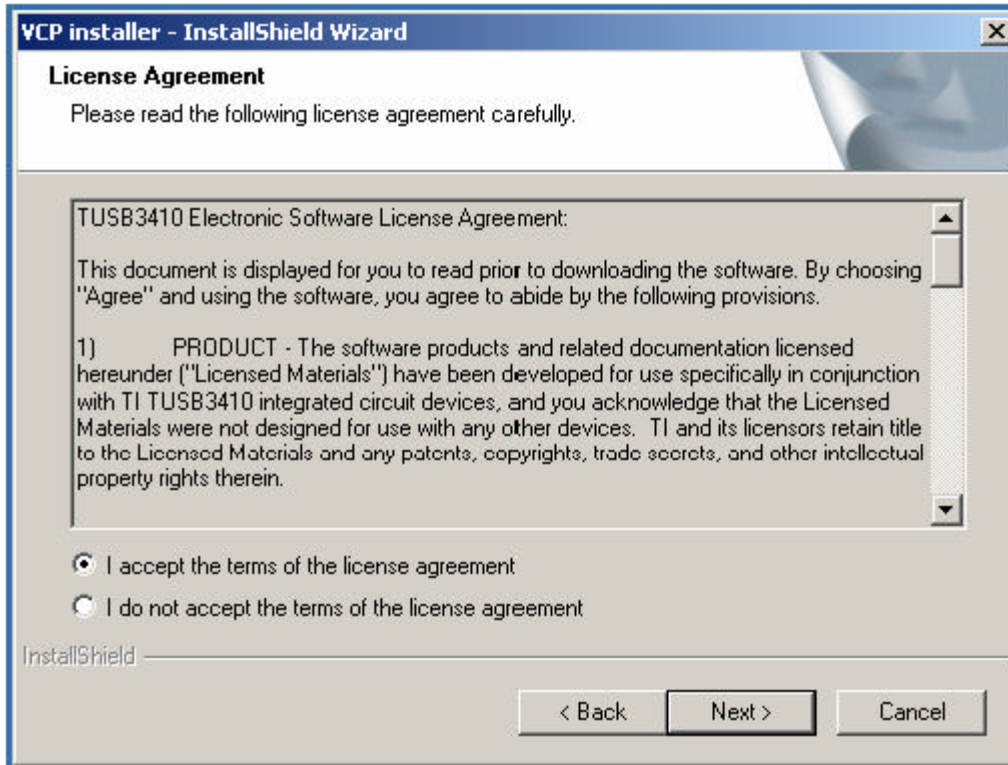 VCP installer - InstallShield Wizard
License Agreement
Please read the following license agreement carefully.
TUSB3410 Electronic Software License Agreement:
This document is displayed for you to read prior to downloading the software. By choosing
"Agree" and using the software, you agree to abide by the following provisions.
1) PRODUCT - The software products and related documentation licensed
hereunder ("Licensed Materials") have been developed for use specifically in conjunction
with TI TUSB3410 integrated circuit devices, and you acknowledge that the Licensed
Materials were not designed for use with any other devices. TI and its licensors retain title
to the Licensed Materials and any patents, copyrights, trade secrets, and other intellectual
property rights therein.
I accept the terms of the license agreement
I do not accept the terms of the license agreement
InstallShield
< Back Next > Cancel